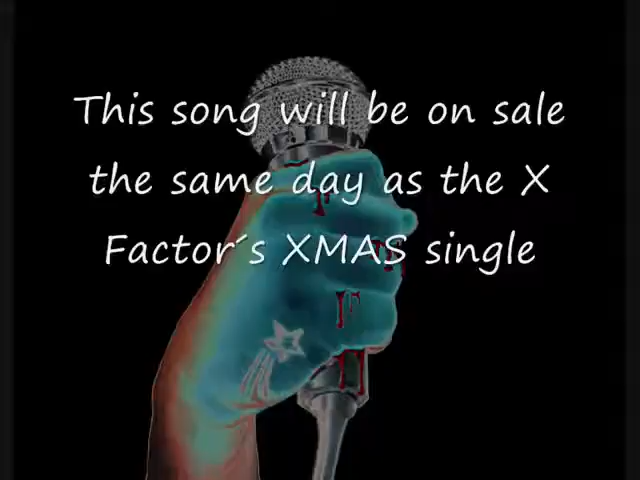 This song will be on sale
the same day as the X
Factor´s XMAS single